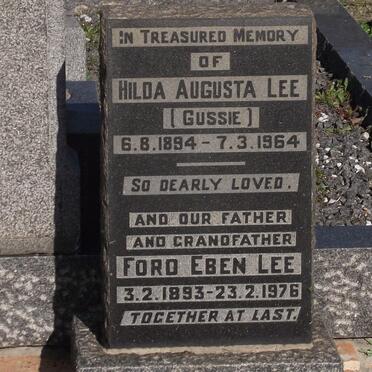 IN TREASURED MEMORY
OF
HILDA AUGUSTA LEE
(GUSSIE)
6.8.1894 - 7.3.1964
SO DEARLY LOVED.
AND OUR FATHER
AND GRANDFATHER
FORD EBEN LEE
3.2.1893-23.2.1976
TOGETHER AT LAST.